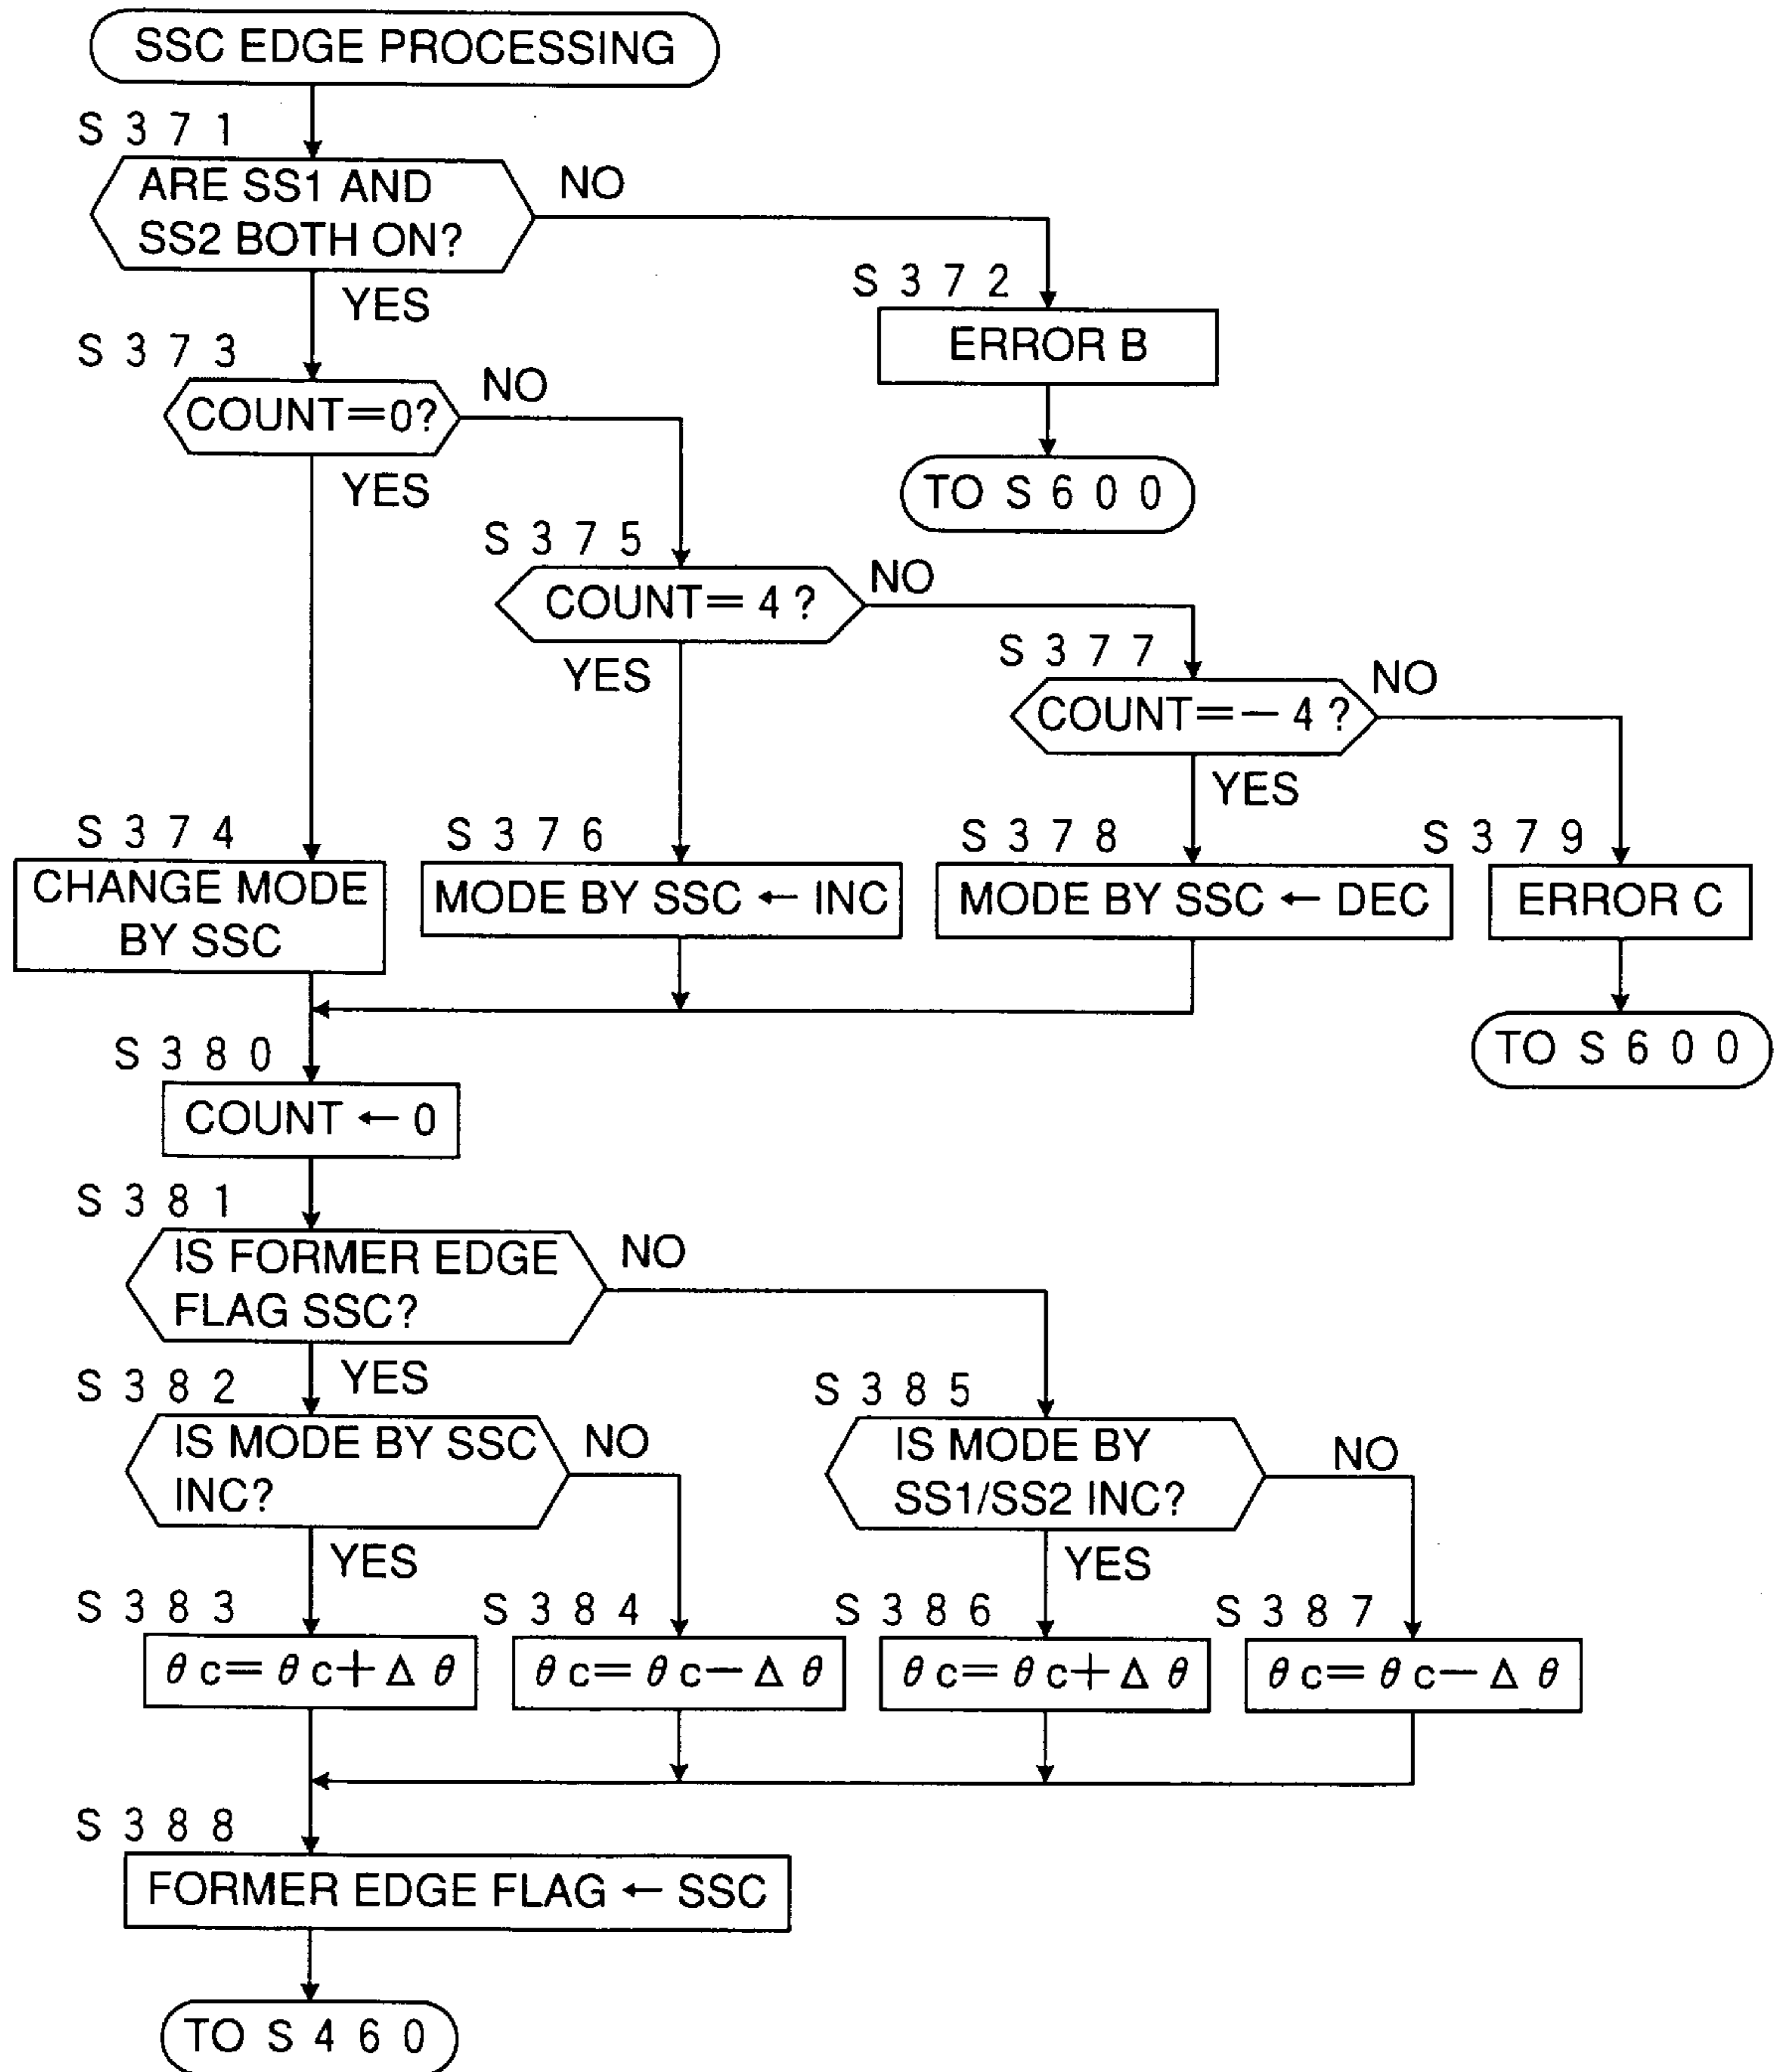 SSC EDGE PROCESSING
S 3 7 1
ARE SS1 AND
SS2 BOTH ON?
NO
YES
S 3 7 2
ERROR B
TO S 6 0 0
S 3 7 3
COUNT=0?
NO
YES
S 3 7 5
COUNT= 4 ?
NO
YES
S 3 7 7
COUNT=− 4 ?
NO
YES
S 3 7 4
CHANGE MODE
BY SSC
S 3 7 6
MODE BY SSC ← INC
S 3 7 8
MODE BY SSC ← DEC
S 3 7 9
ERROR C
TO S 6 0 0
S 3 8 0
COUNT ← 0
S 3 8 1
IS FORMER EDGE
FLAG SSC?
NO
YES
S 3 8 2
IS MODE BY SSC
INC?
NO
YES
S 3 8 5
IS MODE BY
SS1/SS2 INC?
NO
YES
S 3 8 3
θ c= θ c+ Δ θ
S 3 8 4
θ c= θ c− Δ θ
S 3 8 6
θ c= θ c+ Δ θ
S 3 8 7
θ c= θ c− Δ θ
S 3 8 8
FORMER EDGE FLAG ← SSC
TO S 4 6 0